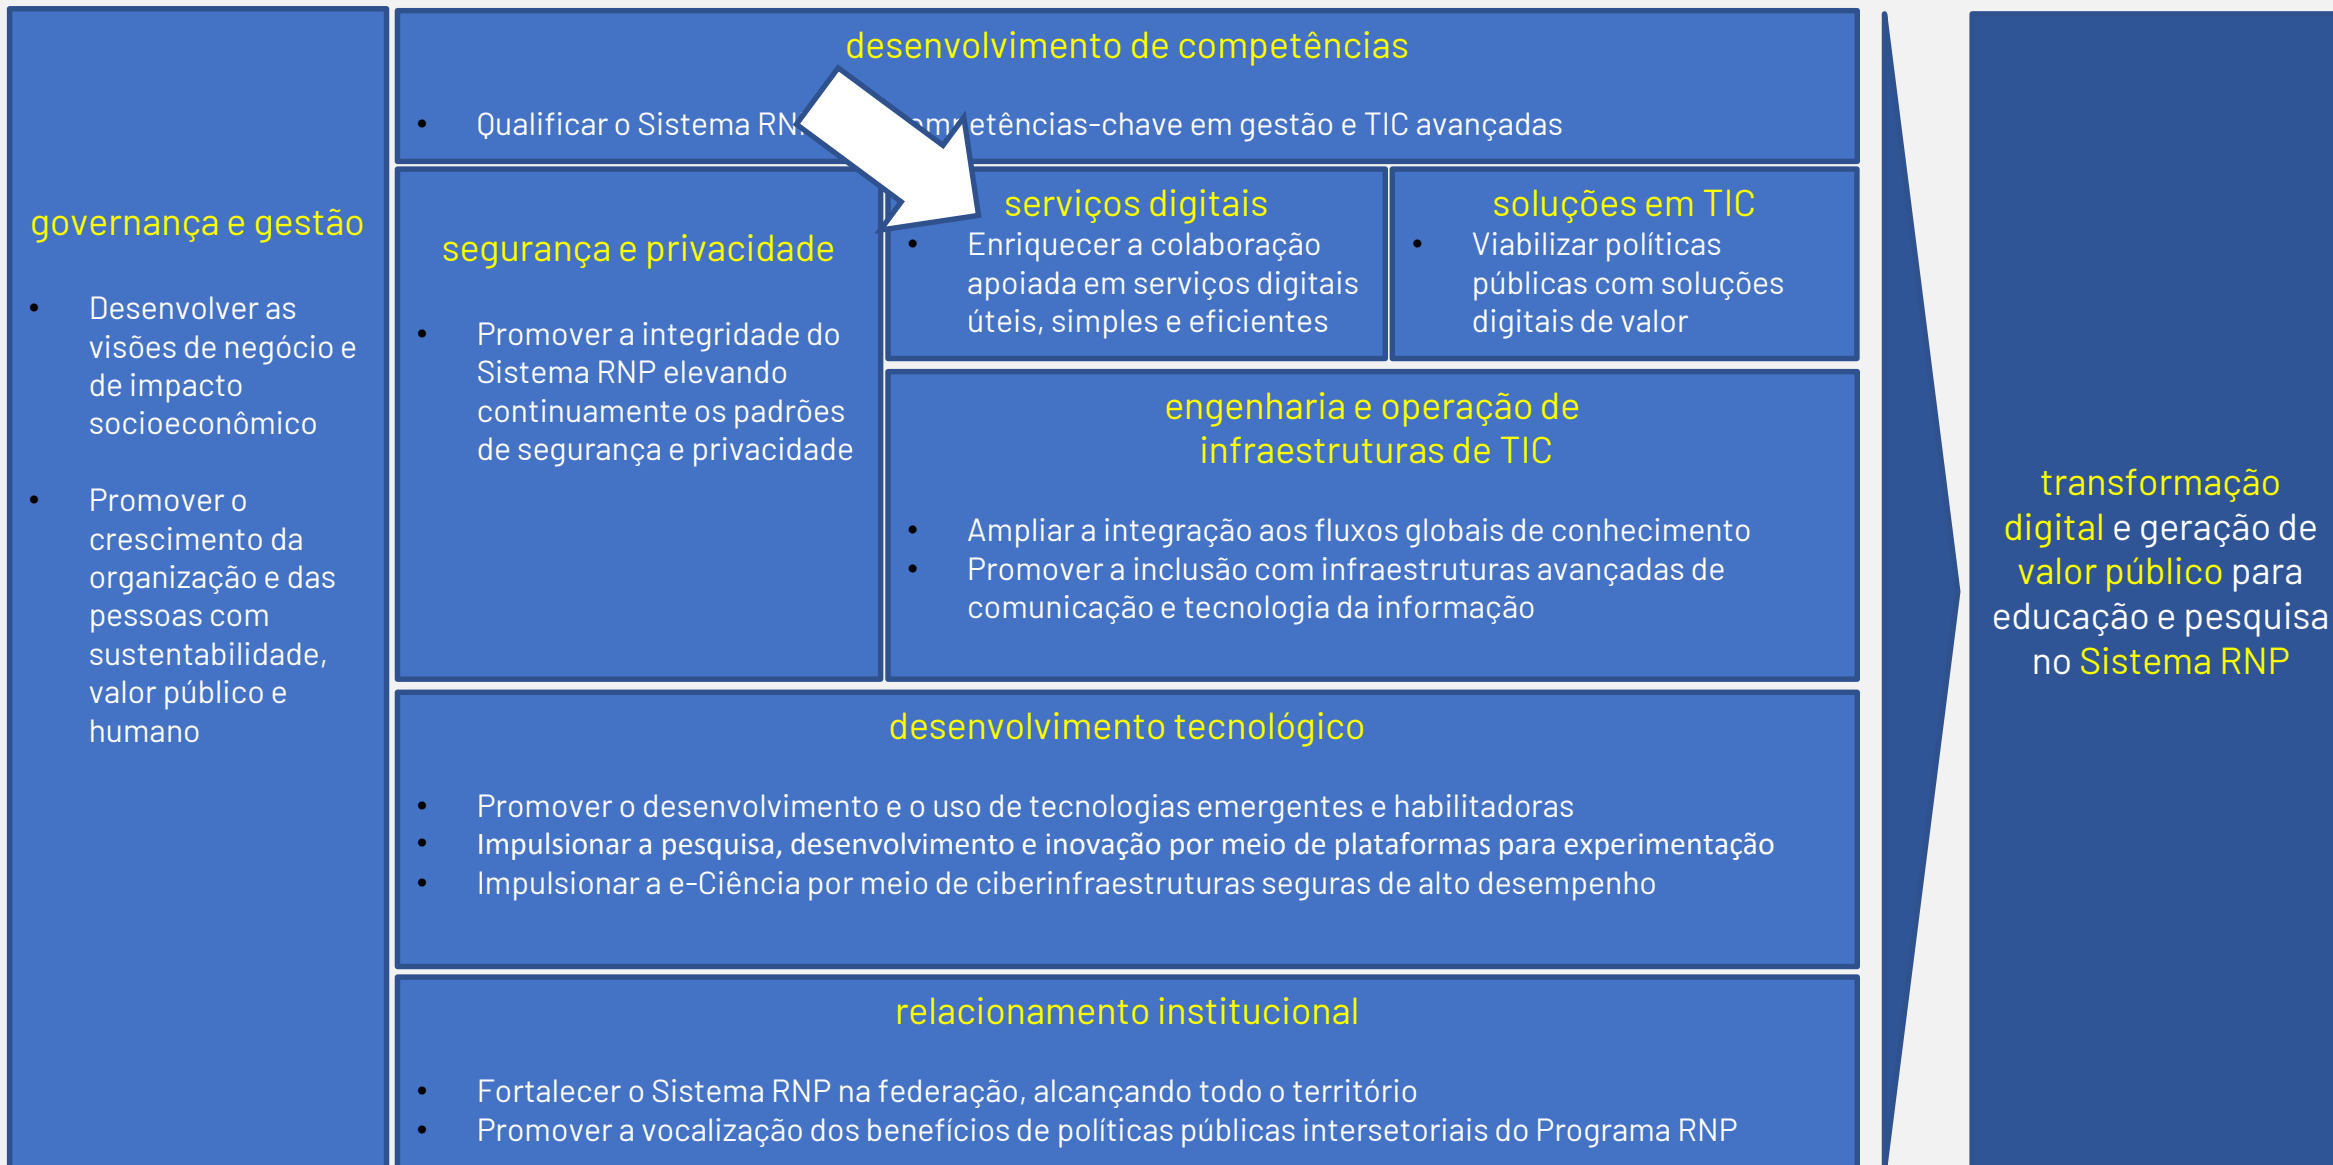 desenvolvimento de competências
• Qualificar o Sistema RN
mpetências-chave em gestão e TIC avançadas
governança e gestão
• Desenvolver as
visões de negócio e
de impacto
socioeconômico
• Promover o
crescimento da
organização e das
pessoas com
sustentabilidade,
valor público e
humano
segurança e privacidade
• Promover a integridade do
Sistema RNP elevando
continuamente os padrões
de segurança e privacidade
serviços digitais
• Enriquecer a colaboração
apoiada em serviços digitais
úteis, simples e eficientes
soluções em TIC
• Viabilizar políticas
públicas com soluções
digitais de valor
engenharia e operação de
infraestruturas de TIC
• Ampliar a integração aos fluxos globais de conhecimento
• Promover a inclusão com infraestruturas avançadas de
comunicação e tecnologia da informação
desenvolvimento tecnológico
• Promover o desenvolvimento e o uso de tecnologias emergentes e habilitadoras
• Impulsionar a pesquisa, desenvolvimento e inovação por meio de plataformas para experimentação
• Impulsionar a e-Ciência por meio de ciberinfraestruturas seguras de alto desempenho
relacionamento institucional
• Fortalecer o Sistema RNP na federação, alcançando todo o território
• Promover a vocalização dos benefícios de políticas públicas intersetoriais do Programa RNP
transformação
digital e geração de
valor público para
educação e pesquisa
no Sistema RNP